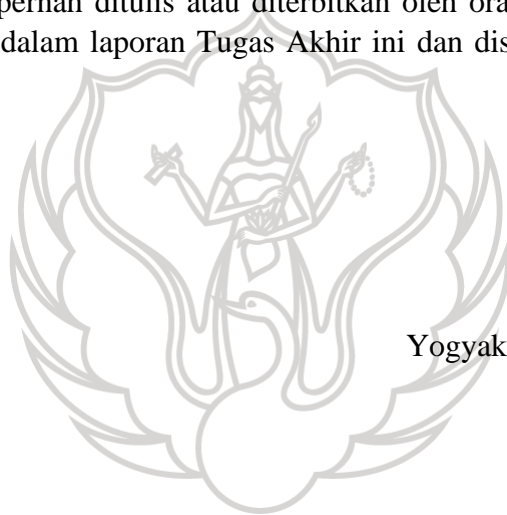 pernah ditulis atau diterbitkan oleh ora
dalam laporan Tugas Akhir ini dan dis
Yogyak